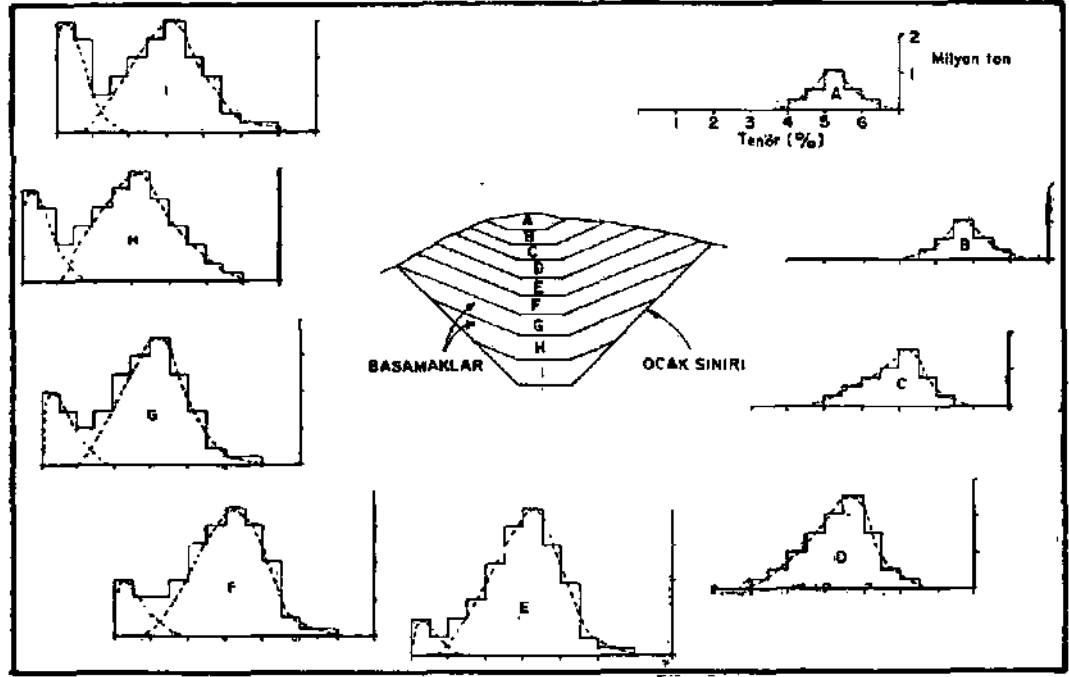 I
2
Milyon ton
1
A
1 2 3 4 5 6
Tenör (%)
H
B
A
B
C
D
E
F
G
H
I
BASAMAKLAR
OCAK SINIRI
G
C
F
E
D